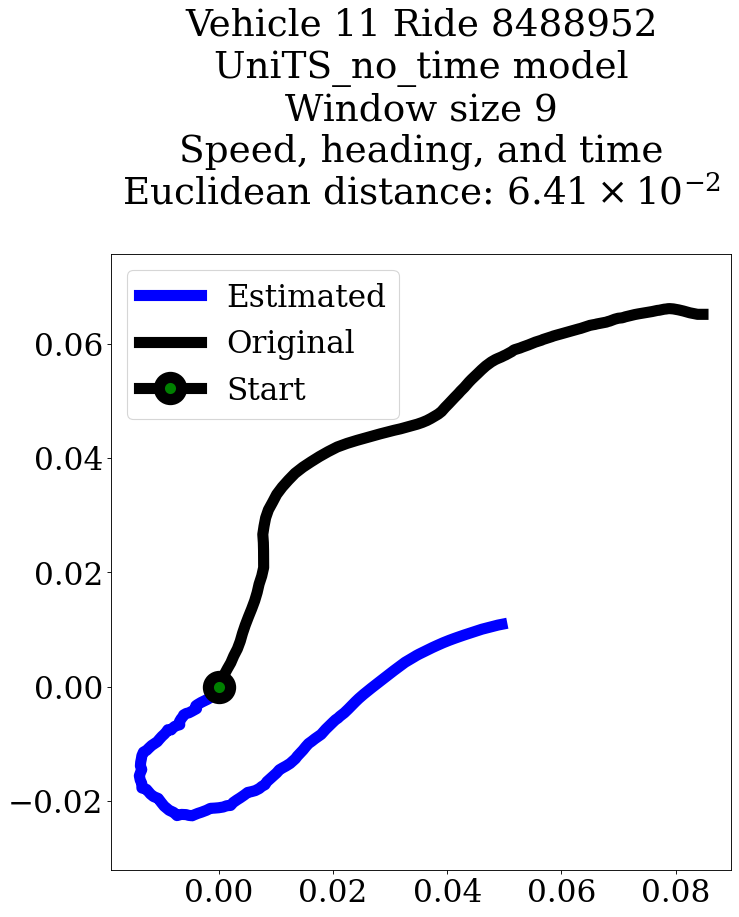 Vehicle 11 Ride 8488952
UniTS_no_time model
Window size 9
Speed, heading, and time
Euclidean distance: 6.41 × 10⁻²
Estimated
Original
Start
0.06
0.04
0.02
0.00
−0.02
0.00 0.02 0.04 0.06 0.08